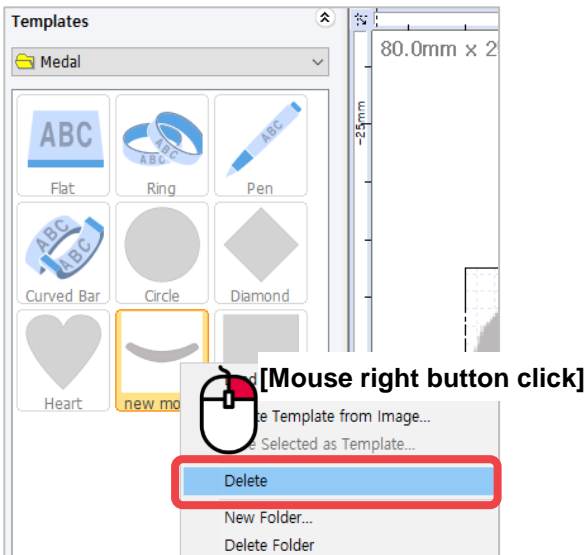 Templates
Medal
80.0mm x 2
-25mm
ABC
ABC
ABC
Flat
Ring
Pen
ABC
ABC
Curved Bar
Circle
Diamond
Heart
new mo
[Mouse right button click]
Template from Image...
Selected as Template...
Delete
New Folder...
Delete Folder